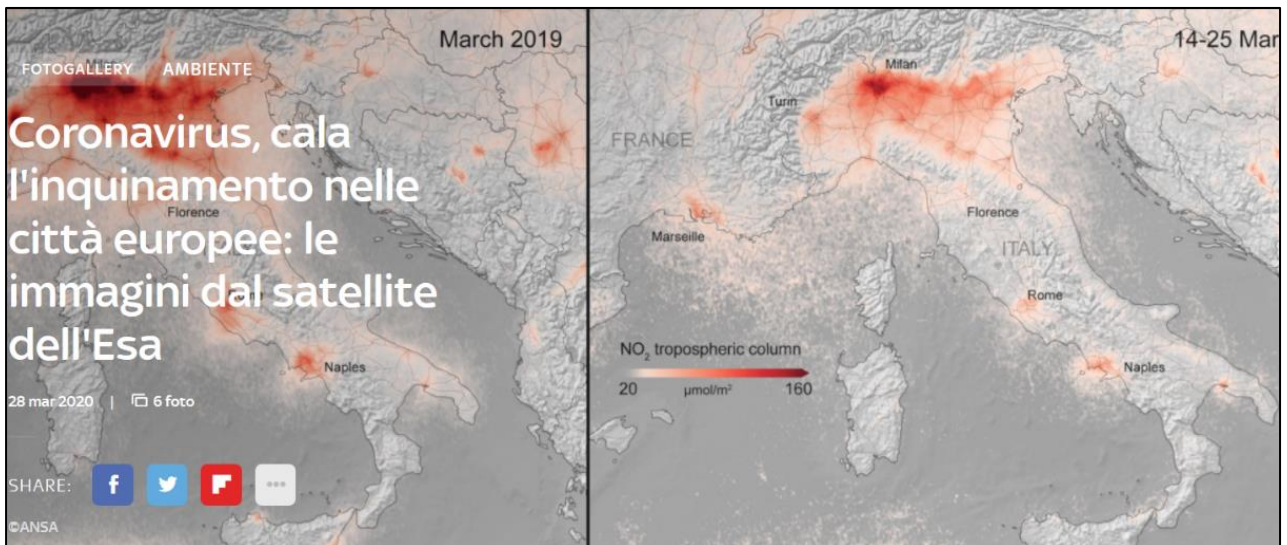 March 2019
FOTOGALLERY AMBIENTE
Coronavirus, cala
l'inquinamento nelle
città europee: le
immagini dal satellite
dell'Esa
Florence
Naples
28 mar 2020 | 6 foto
SHARE:
©ANSA
14-25 Mar
Milan
Turin
FRANCE
Marseille
Florence
ITALY
Rome
NO₂ tropospheric column
20 µmol/m² 160
Naples